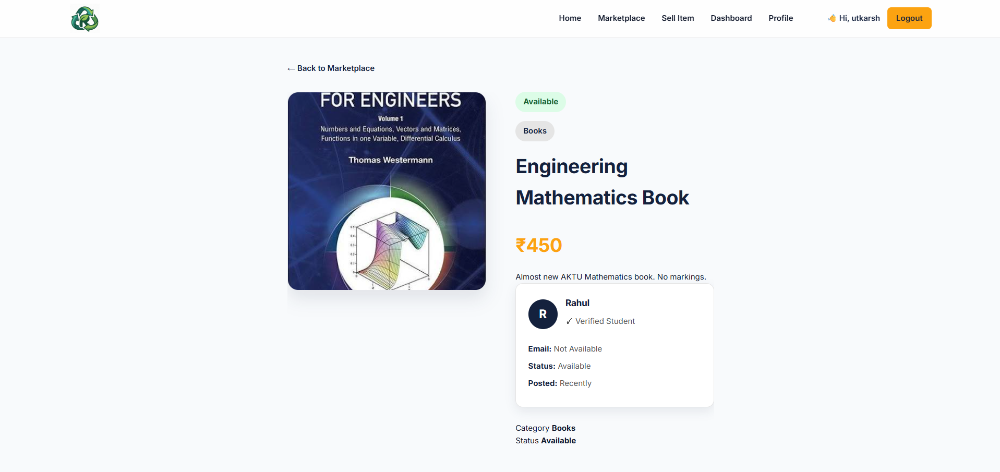 Home Marketplace Sell Item Dashboard Profile 👋 Hi, utkarsh Logout
← Back to Marketplace
FOR ENGINEERS
Volume 1
Numbers and Equations, Vectors and Matrices,
Functions in one Variable, Differential Calculus
Thomas Westermann
Available
Books
Engineering
Mathematics Book
₹450
Almost new AKTU Mathematics book. No markings.
R
Rahul
✓ Verified Student
Email: Not Available
Status: Available
Posted: Recently
Category Books
Status Available